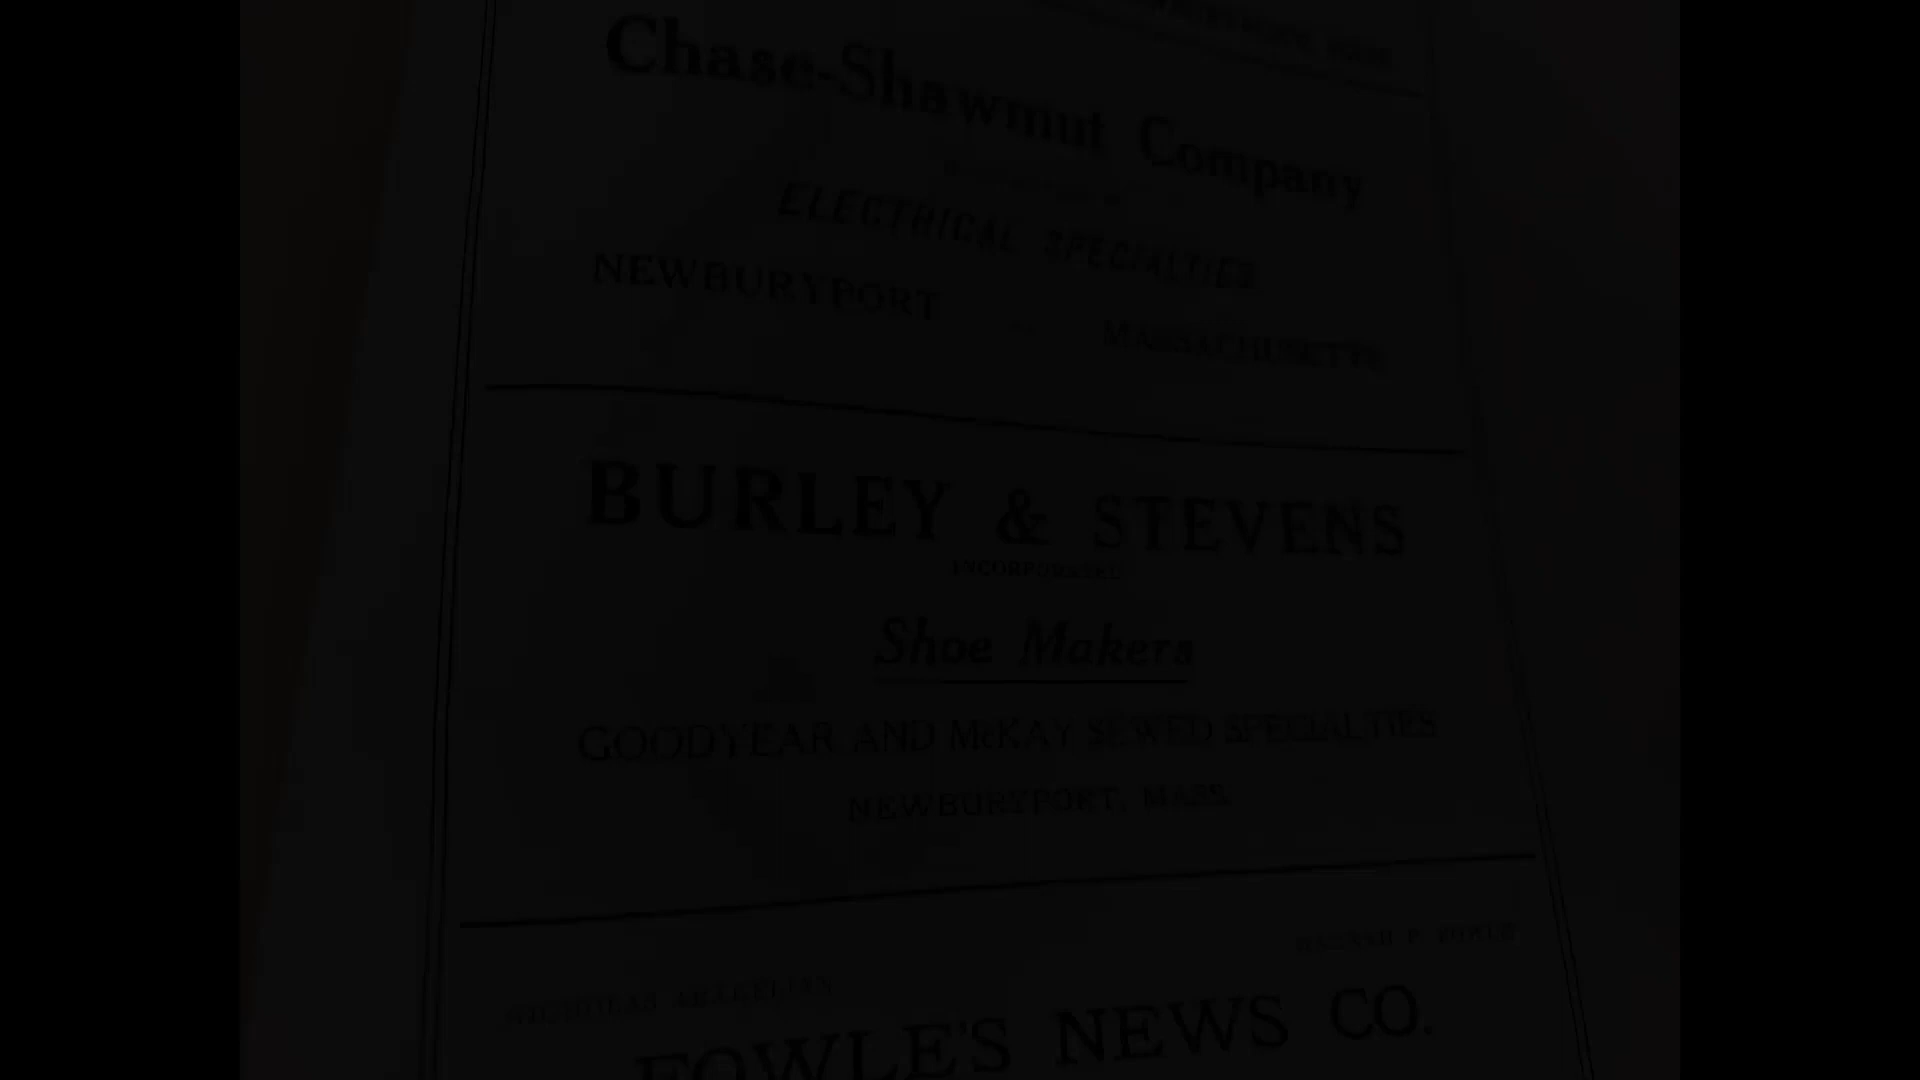 Chase-Shawmut Company
ELECTRICAL SPECIALTIES
NEWBURYPORT - MASSACHUSETTS
BURLEY & STEVENS
INCORPORATED
Shoe Makers
GOODYEAR AND McKAY SEWED SPECIALTIES
NEWBURYPORT, MASS.
FOWLE'S NEWS CO.